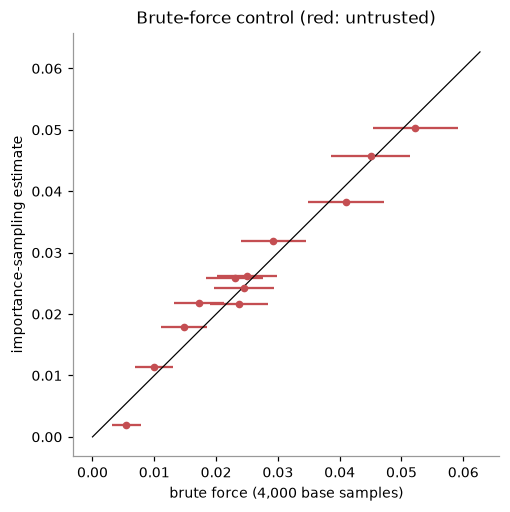 Brute-force control (red: untrusted)
importance-sampling estimate
0.06
0.05
0.04
0.03
0.02
0.01
0.00
0.00 0.01 0.02 0.03 0.04 0.05 0.06
brute force (4,000 base samples)